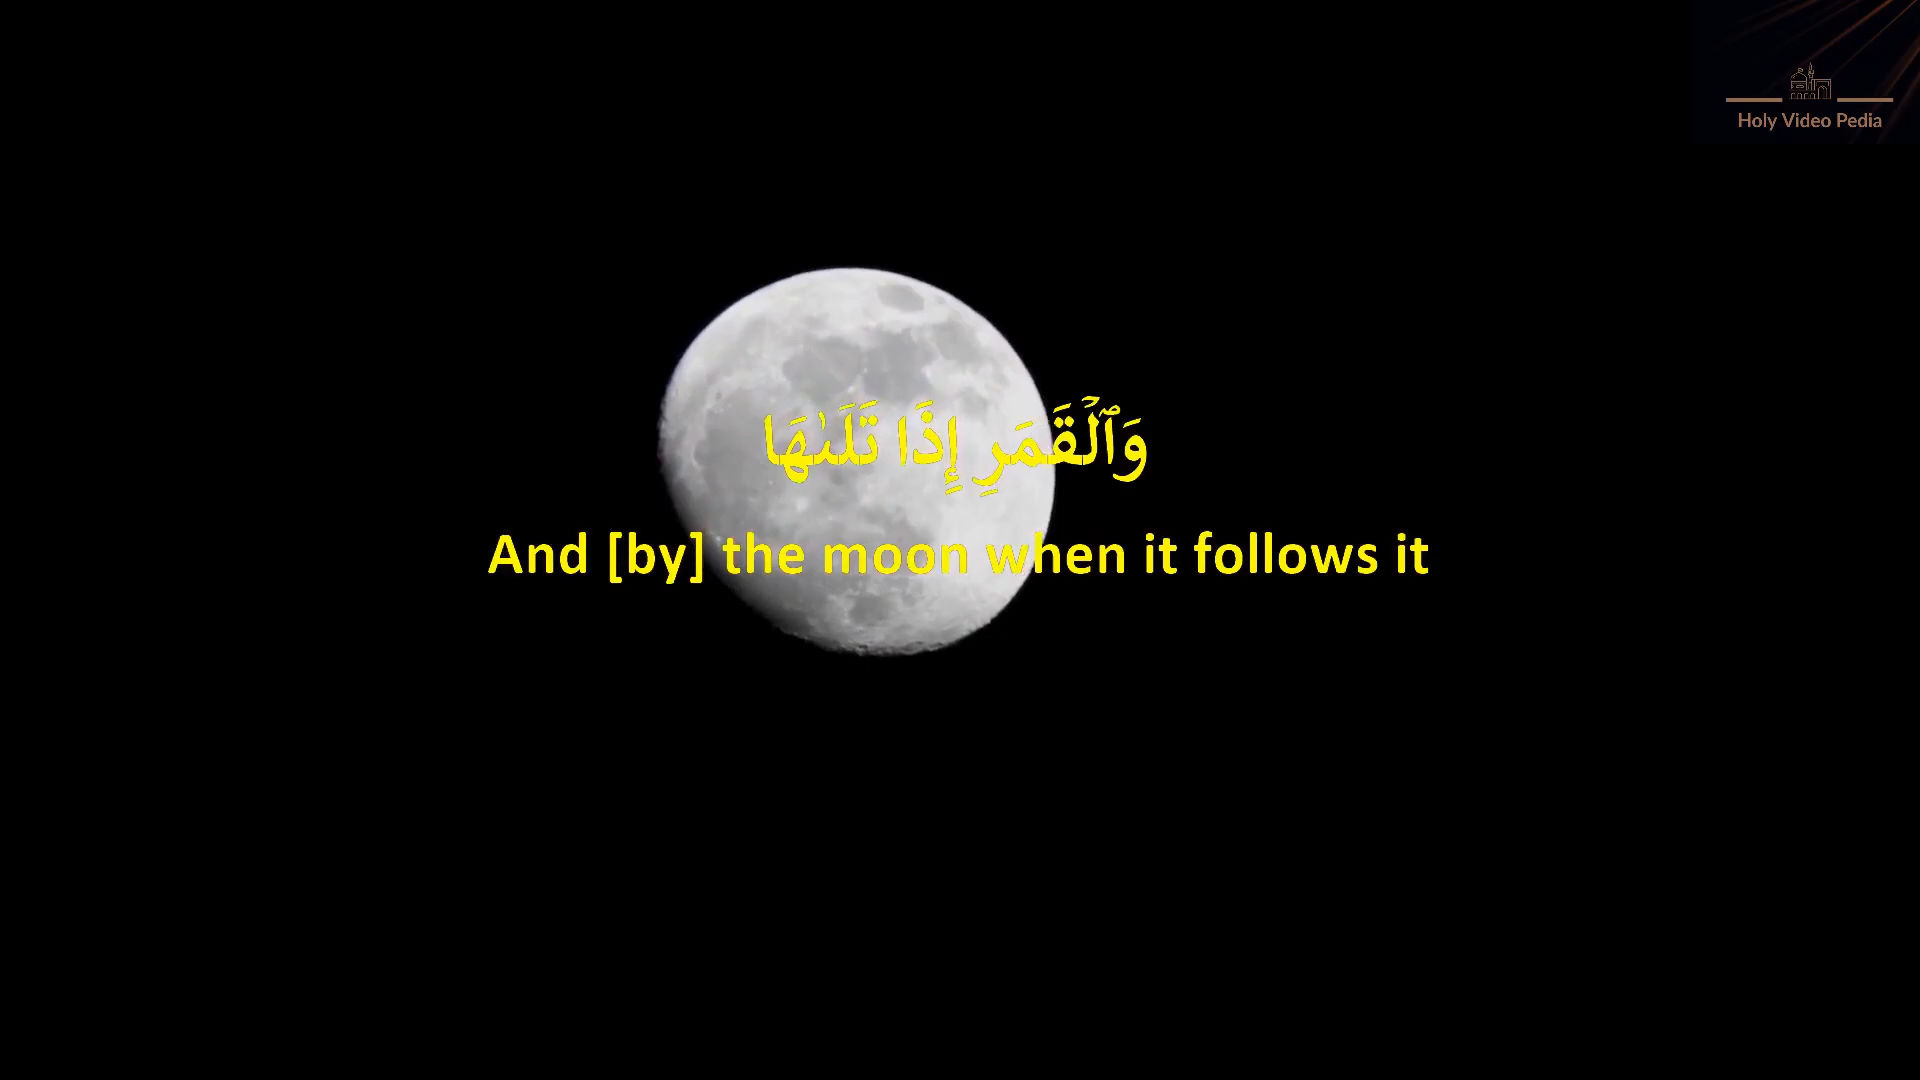 Holy Video Pedia
وَٱلْقَمَرِ إِذَا تَلَىٰهَا
And [by] the moon when it follows it